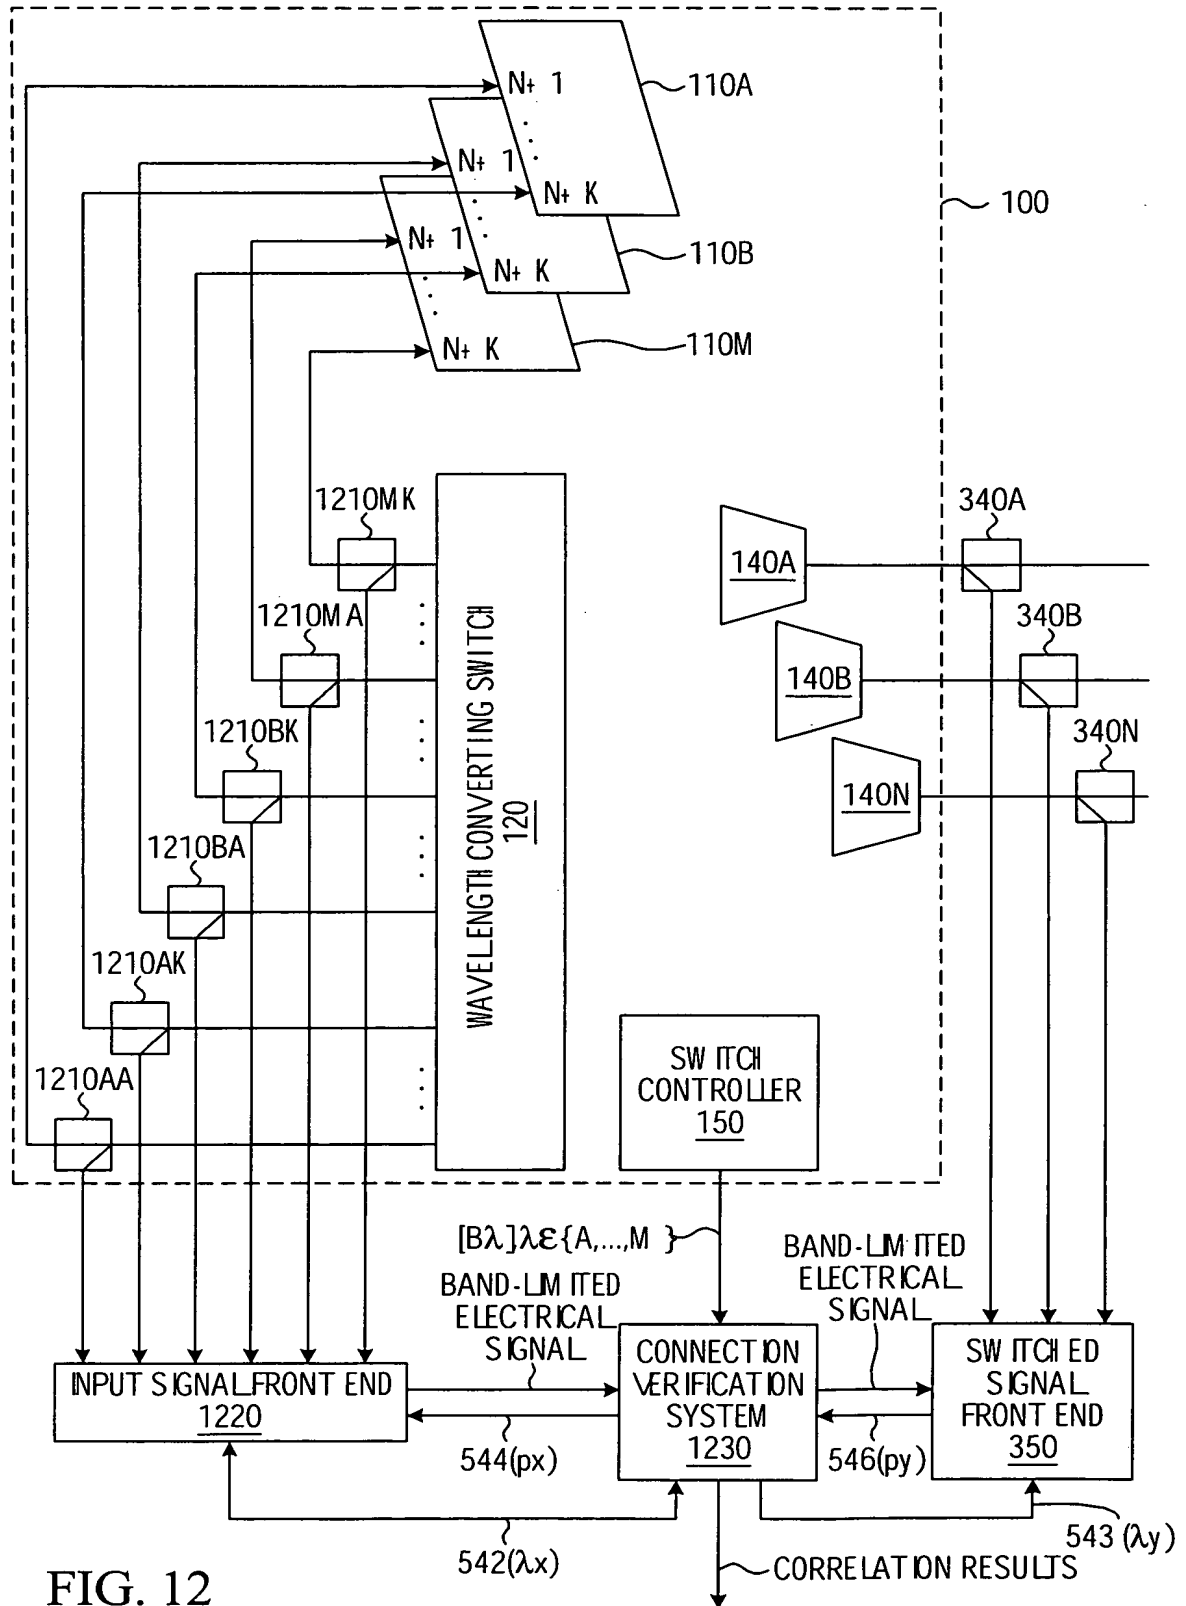 N+ 1
N+ K
110A
N+ 1
N+ K
110B
N+ 1
N+ K
110M
100
1210MK
1210MA
1210BK
1210BA
1210AK
1210AA
WAVELENGTH CONVERTING SWITCH
120
140A
140B
140N
340A
340B
340N
SWITCH
CONTROLLER
150
[Bλ]λε{A,...,M}
BAND-LIMITED
ELECTRICAL
SIGNAL
BAND-LIMITED
ELECTRICAL
SIGNAL
INPUT SIGNAL FRONT END
1220
CONNECTION
VERIFICATION
SYSTEM
1230
SWITCHED
SIGNAL
FRONT END
350
544(px)
546(py)
542(λx)
543(λy)
CORRELATION RESULTS
FIG. 12